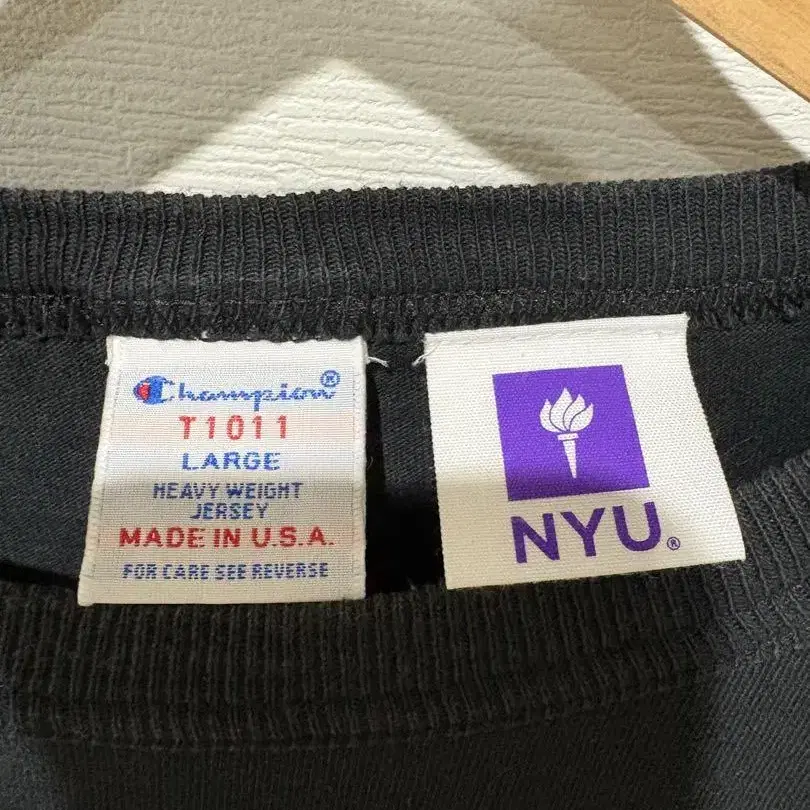 Champion®
T1011
LARGE
HEAVY WEIGHT
JERSEY
MADE IN U.S.A.
FOR CARE SEE REVERSE
NYU®